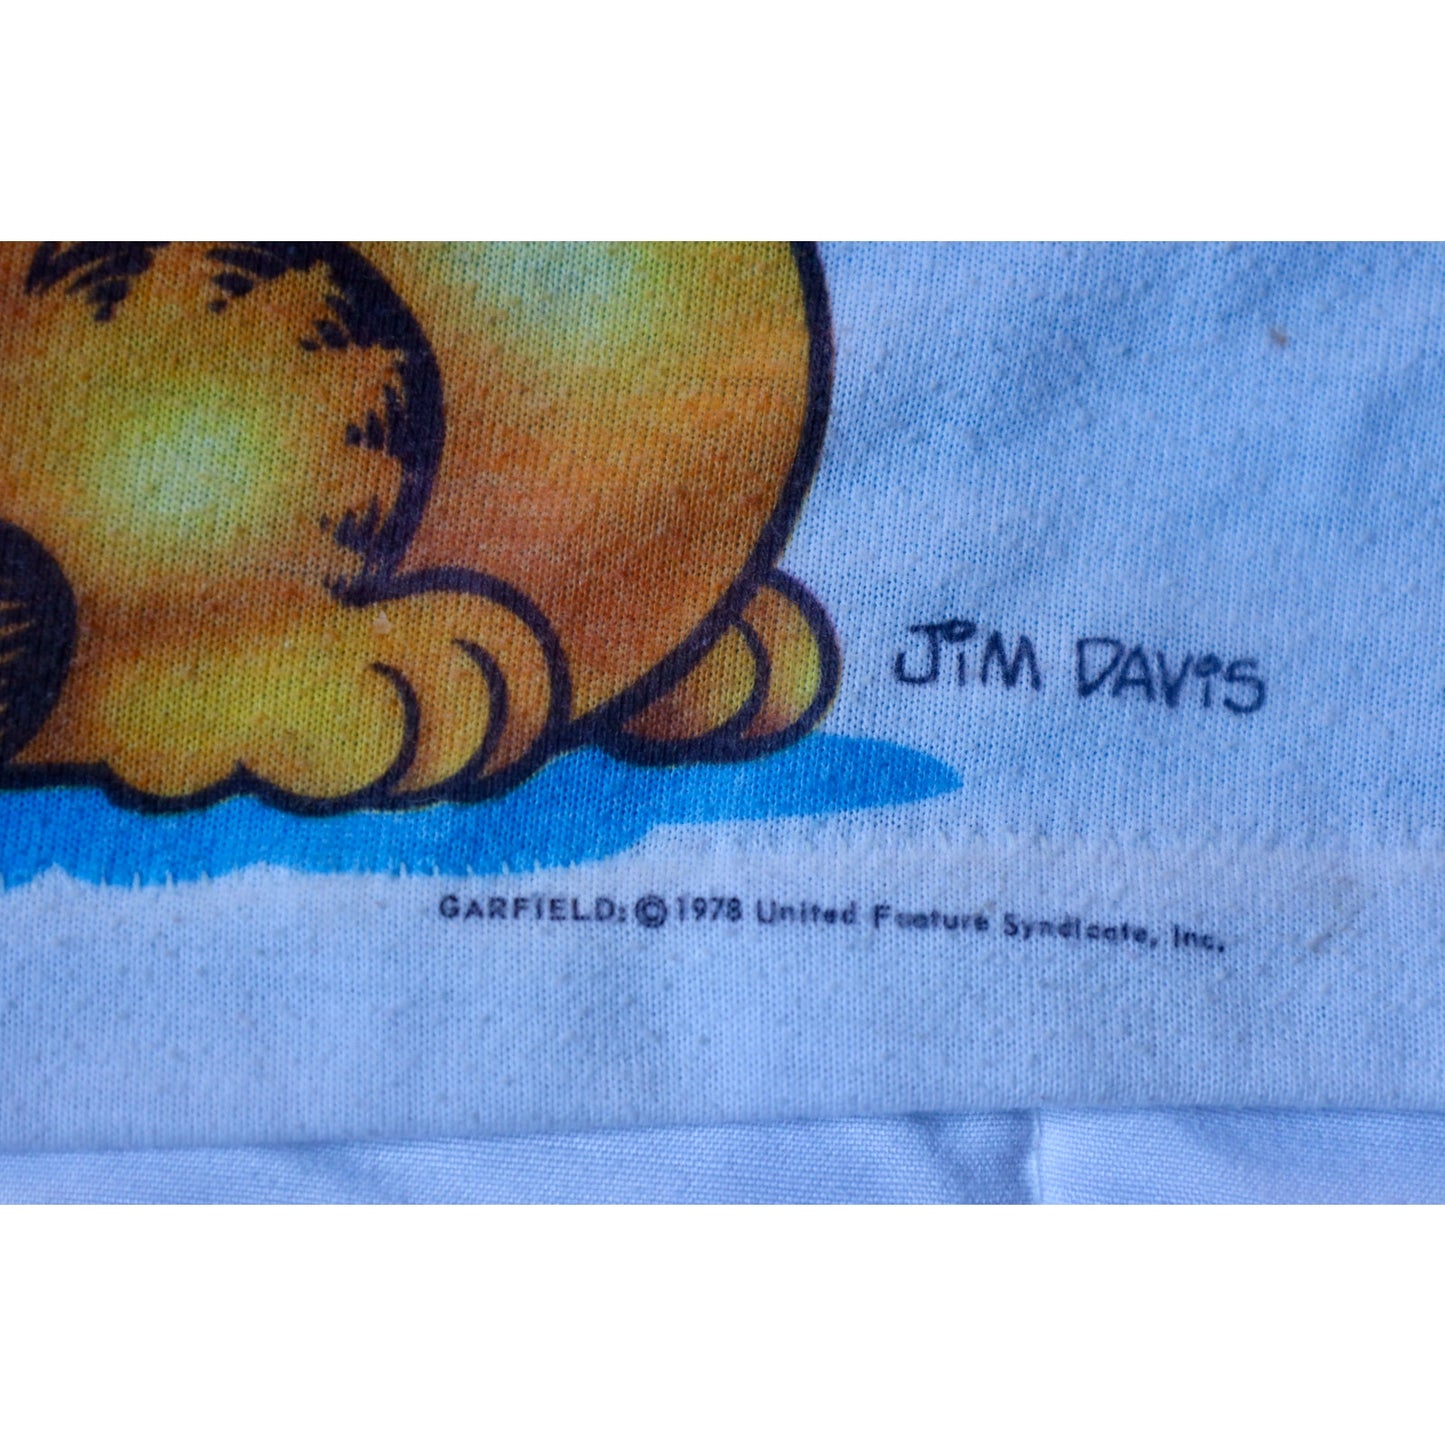 JiM DAViS
GARFIELD: © 1978 United Feature Syndicate, Inc.